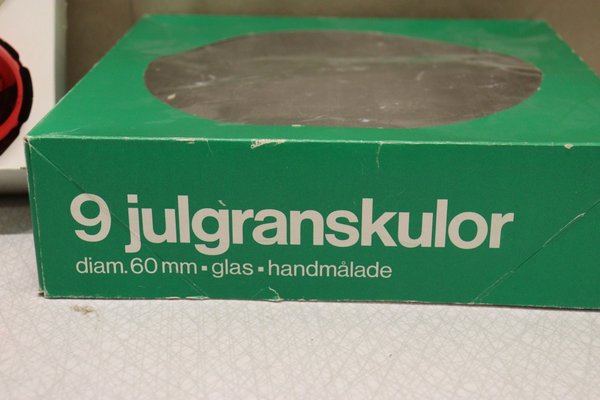 9 julgranskulor
diam. 60 mm ▪ glas ▪ handmålade